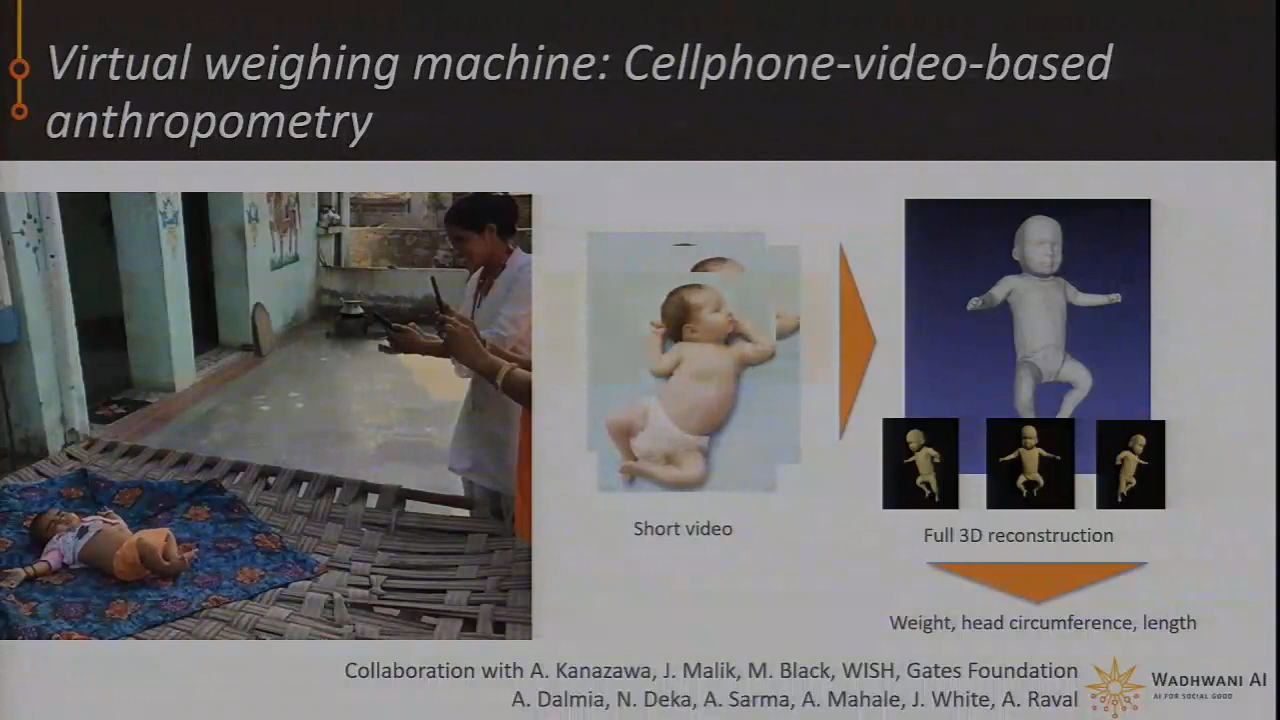 Virtual weighing machine: Cellphone-video-based
anthropometry
Short video
Full 3D reconstruction
Weight, head circumference, length
Collaboration with A. Kanazawa, J. Malik, M. Black, WISH, Gates Foundation
A. Dalmia, N. Deka, A. Sarma, A. Mahale, J. White, A. Raval
WADHWANI AI
AI FOR SOCIAL GOOD